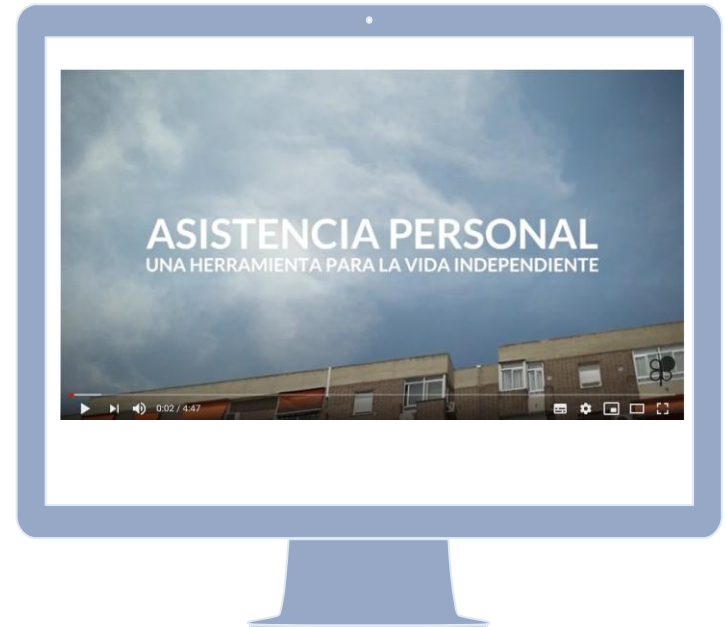 ASISTENCIA PERSONAL
UNA HERRAMIENTA PARA LA VIDA INDEPENDIENTE
0:02 / 4:47